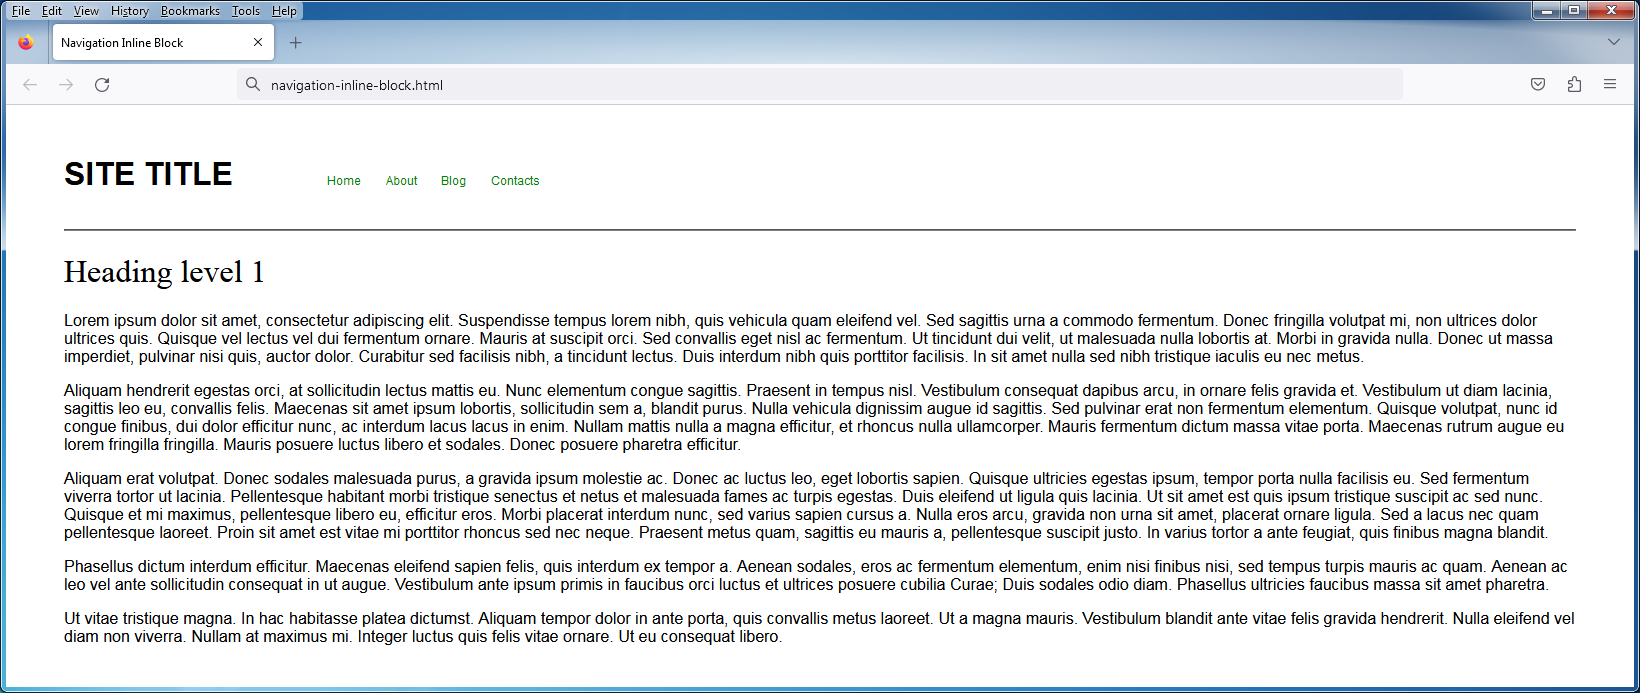 File Edit View History Bookmarks Tools Help
Navigation Inline Block
navigation-inline-block.html
SITE TITLE Home About Blog Contacts
Heading level 1
Lorem ipsum dolor sit amet, consectetur adipiscing elit. Suspendisse tempus lorem nibh, quis vehicula quam eleifend vel. Sed sagittis urna a commodo fermentum. Donec fringilla volutpat mi, non ultrices dolor
ultrices quis. Quisque vel lectus vel dui fermentum ornare. Mauris at suscipit orci. Sed convallis eget nisl ac fermentum. Ut tincidunt dui velit, ut malesuada nulla lobortis at. Morbi in gravida nulla. Donec ut massa
imperdiet, pulvinar nisi quis, auctor dolor. Curabitur sed facilisis nibh, a tincidunt lectus. Duis interdum nibh quis porttitor facilisis. In sit amet nulla sed nibh tristique iaculis eu nec metus.
Aliquam hendrerit egestas orci, at sollicitudin lectus mattis eu. Nunc elementum congue sagittis. Praesent in tempus nisl. Vestibulum consequat dapibus arcu, in ornare felis gravida et. Vestibulum ut diam lacinia,
sagittis leo eu, convallis felis. Maecenas sit amet ipsum lobortis, sollicitudin sem a, blandit purus. Nulla vehicula dignissim augue id sagittis. Sed pulvinar erat non fermentum elementum. Quisque volutpat, nunc id
congue finibus, dui dolor efficitur nunc, ac interdum lacus lacus in enim. Nullam mattis nulla a magna efficitur, et rhoncus nulla ullamcorper. Mauris fermentum dictum massa vitae porta. Maecenas rutrum augue eu
lorem fringilla fringilla. Mauris posuere luctus libero et sodales. Donec posuere pharetra efficitur.
Aliquam erat volutpat. Donec sodales malesuada purus, a gravida ipsum molestie ac. Donec ac luctus leo, eget lobortis sapien. Quisque ultricies egestas ipsum, tempor porta nulla facilisis eu. Sed fermentum
viverra tortor ut lacinia. Pellentesque habitant morbi tristique senectus et netus et malesuada fames ac turpis egestas. Duis eleifend ut ligula quis lacinia. Ut sit amet est quis ipsum tristique suscipit ac sed nunc.
Quisque et mi maximus, pellentesque libero eu, efficitur eros. Morbi placerat interdum nunc, sed varius sapien cursus a. Nulla eros arcu, gravida non urna sit amet, placerat ornare ligula. Sed a lacus nec quam
pellentesque laoreet. Proin sit amet est vitae mi porttitor rhoncus sed nec neque. Praesent metus quam, sagittis eu mauris a, pellentesque suscipit justo. In varius tortor a ante feugiat, quis finibus magna blandit.
Phasellus dictum interdum efficitur. Maecenas eleifend sapien felis, quis interdum ex tempor a. Aenean sodales, eros ac fermentum elementum, enim nisi finibus nisi, sed tempus turpis mauris ac quam. Aenean ac
leo vel ante sollicitudin consequat in ut augue. Vestibulum ante ipsum primis in faucibus orci luctus et ultrices posuere cubilia Curae; Duis sodales odio diam. Phasellus ultricies faucibus massa sit amet pharetra.
Ut vitae tristique magna. In hac habitasse platea dictumst. Aliquam tempor dolor in ante porta, quis convallis metus laoreet. Ut a magna mauris. Vestibulum blandit ante vitae felis gravida hendrerit. Nulla eleifend vel
diam non viverra. Nullam at maximus mi. Integer luctus quis felis vitae ornare. Ut eu consequat libero.